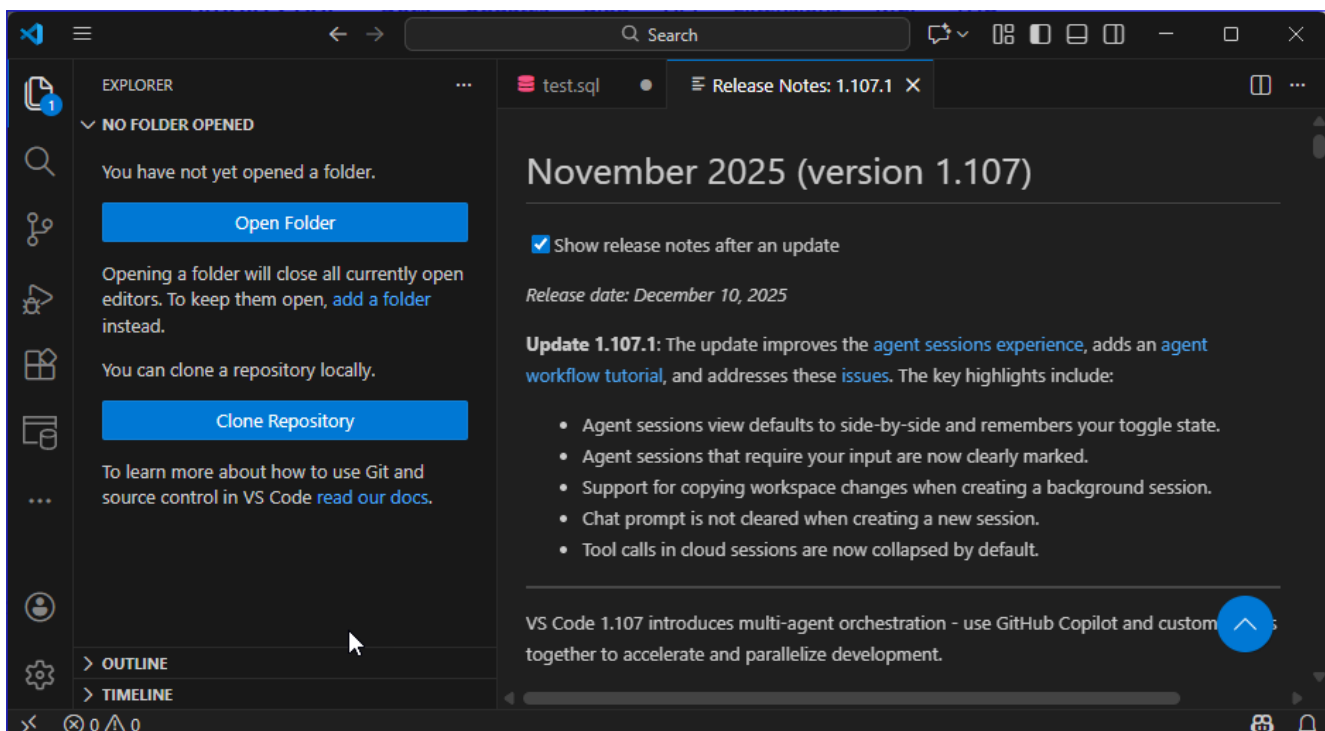 Search
EXPLORER
1
NO FOLDER OPENED
You have not yet opened a folder.
Open Folder
Opening a folder will close all currently open
editors. To keep them open, add a folder
instead.
You can clone a repository locally.
Clone Repository
To learn more about how to use Git and
source control in VS Code read our docs.
OUTLINE
TIMELINE
test.sql
Release Notes: 1.107.1
November 2025 (version 1.107)
Show release notes after an update
Release date: December 10, 2025
Update 1.107.1: The update improves the agent sessions experience, adds an agent
workflow tutorial, and addresses these issues. The key highlights include:
• Agent sessions view defaults to side-by-side and remembers your toggle state.
• Agent sessions that require your input are now clearly marked.
• Support for copying workspace changes when creating a background session.
• Chat prompt is not cleared when creating a new session.
• Tool calls in cloud sessions are now collapsed by default.
VS Code 1.107 introduces multi-agent orchestration - use GitHub Copilot and custom
together to accelerate and parallelize development.
0 0